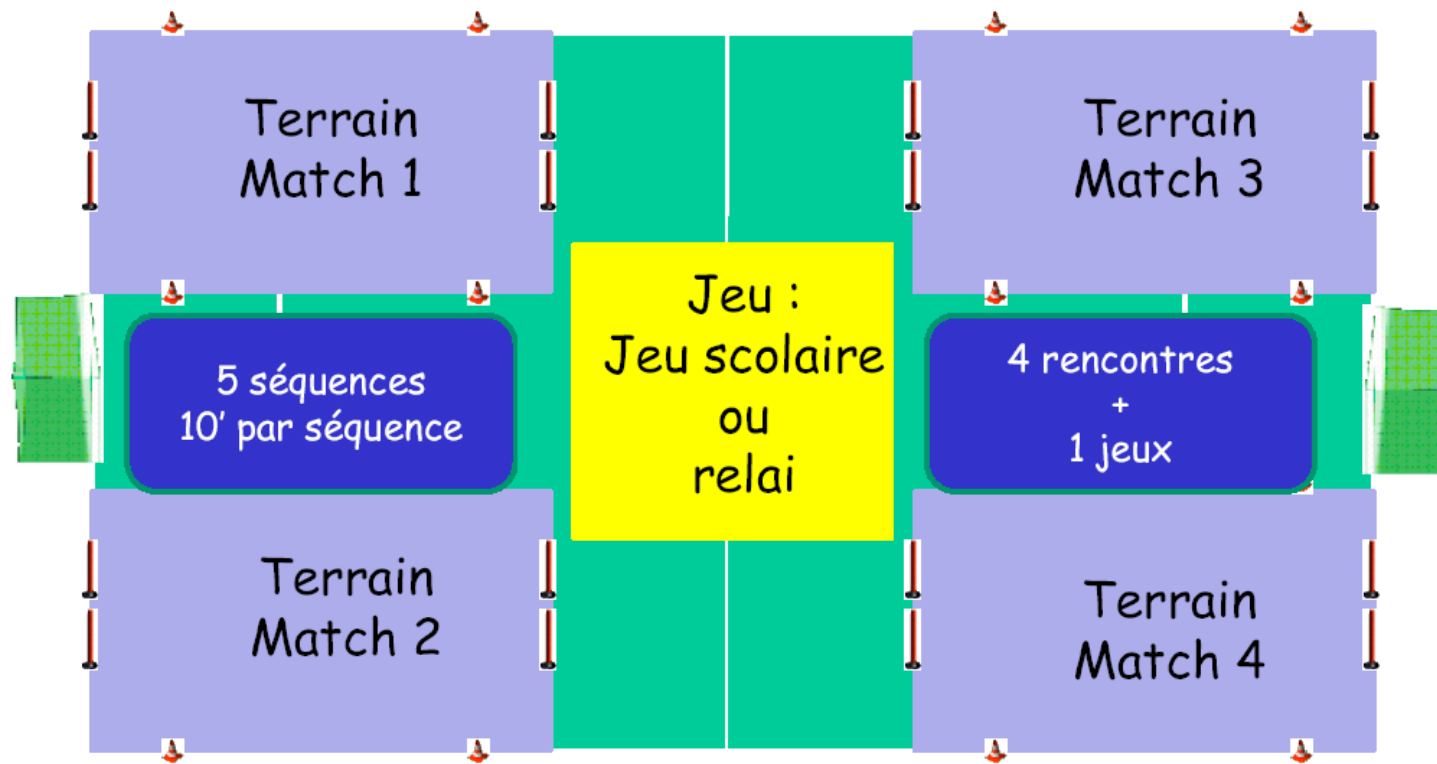 Terrain
Match 1
Terrain
Match 3
Jeu :
Jeu scolaire
ou
relai
5 séquences
10' par séquence
4 rencontres
+
1 jeux
Terrain
Match 2
Terrain
Match 4